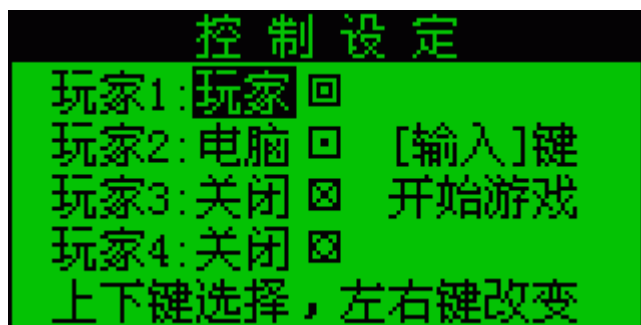 控制设定
玩家1:玩家
玩家2:电脑 [输入]键
玩家3:关闭 开始游戏
玩家4:关闭
上下键选择，左右键改变